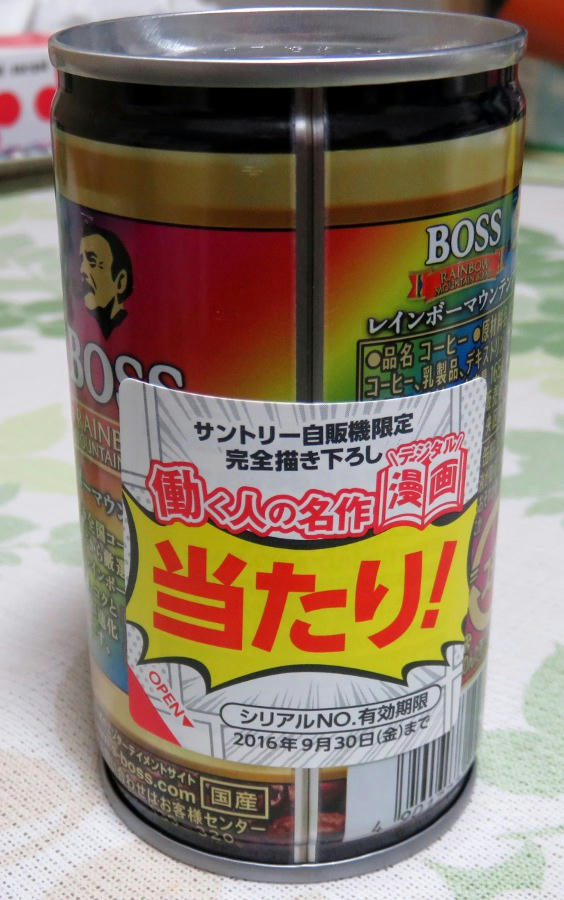 BOSS
RAINBOW
MOUNTAIN
BOSS
RAINBOW
レインボーマウンテン
●品名 コーヒー ●原材料
コーヒー、乳製品、デキストリン
サントリー自販機限定
完全描き下ろし
働く人の名作
デジタル
漫画
当たり!
OPEN
シリアルNO.有効期限
2016年9月30日(金)まで
boss.com
国産
わせはお客様センター